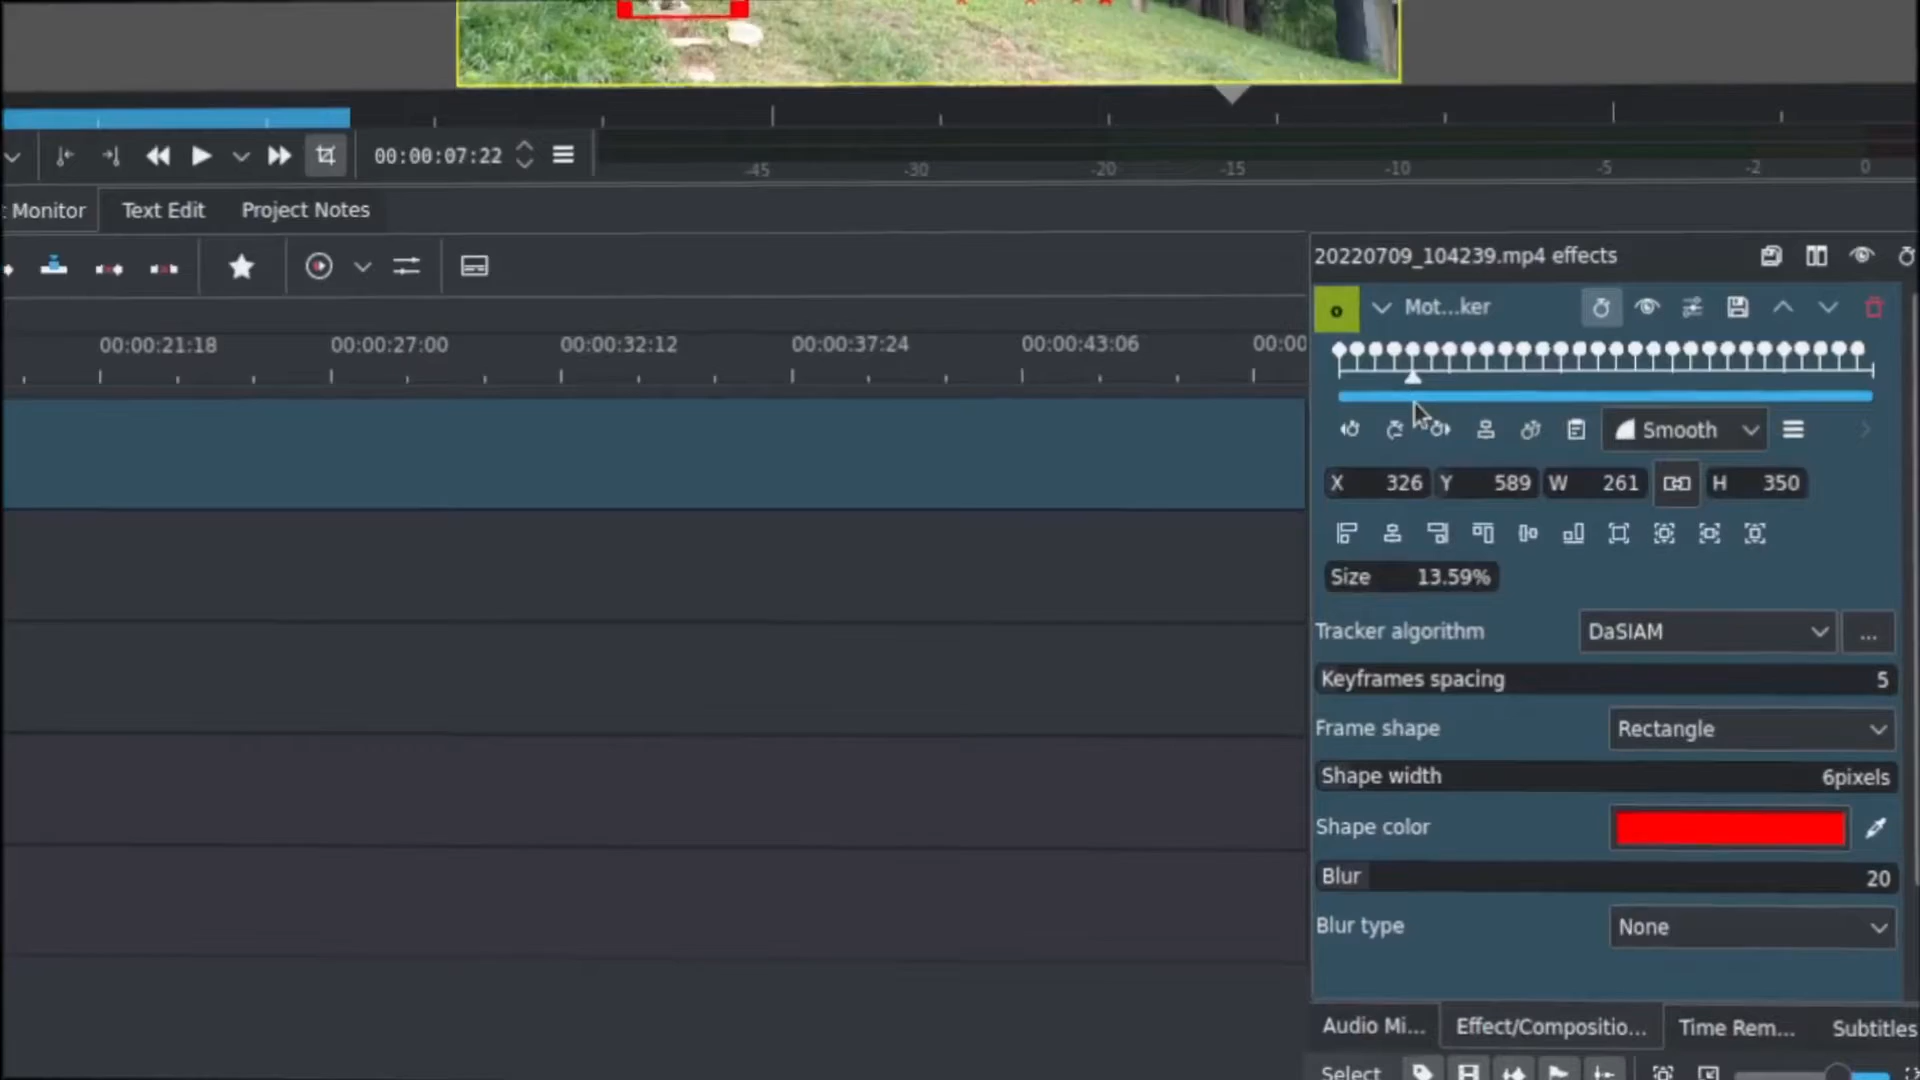 00:00:07:22
-45 -30 -20 -15 -10 -5 -2 0
Monitor Text Edit Project Notes
20220709_104239.mp4 effects
Mot...ker
00:00:21:18 00:00:27:00 00:00:32:12 00:00:37:24 00:00:43:06 00:00
Smooth
X 326 Y 589 W 261 H 350
Size 13.59%
Tracker algorithm DaSIAM ...
Keyframes spacing 5
Frame shape Rectangle
Shape width 6pixels
Shape color
Blur 20
Blur type None
Audio Mi... Effect/Compositio... Time Rem... Subtitles
Select